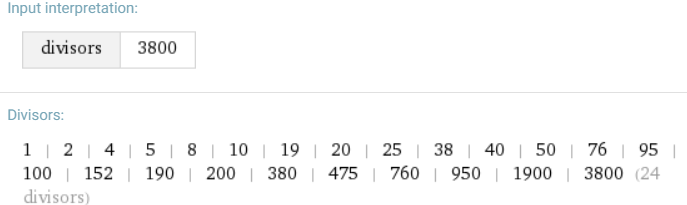 Input interpretation:
divisors 3800
Divisors:
1 | 2 | 4 | 5 | 8 | 10 | 19 | 20 | 25 | 38 | 40 | 50 | 76 | 95 |
100 | 152 | 190 | 200 | 380 | 475 | 760 | 950 | 1900 | 3800 (24
divisors)